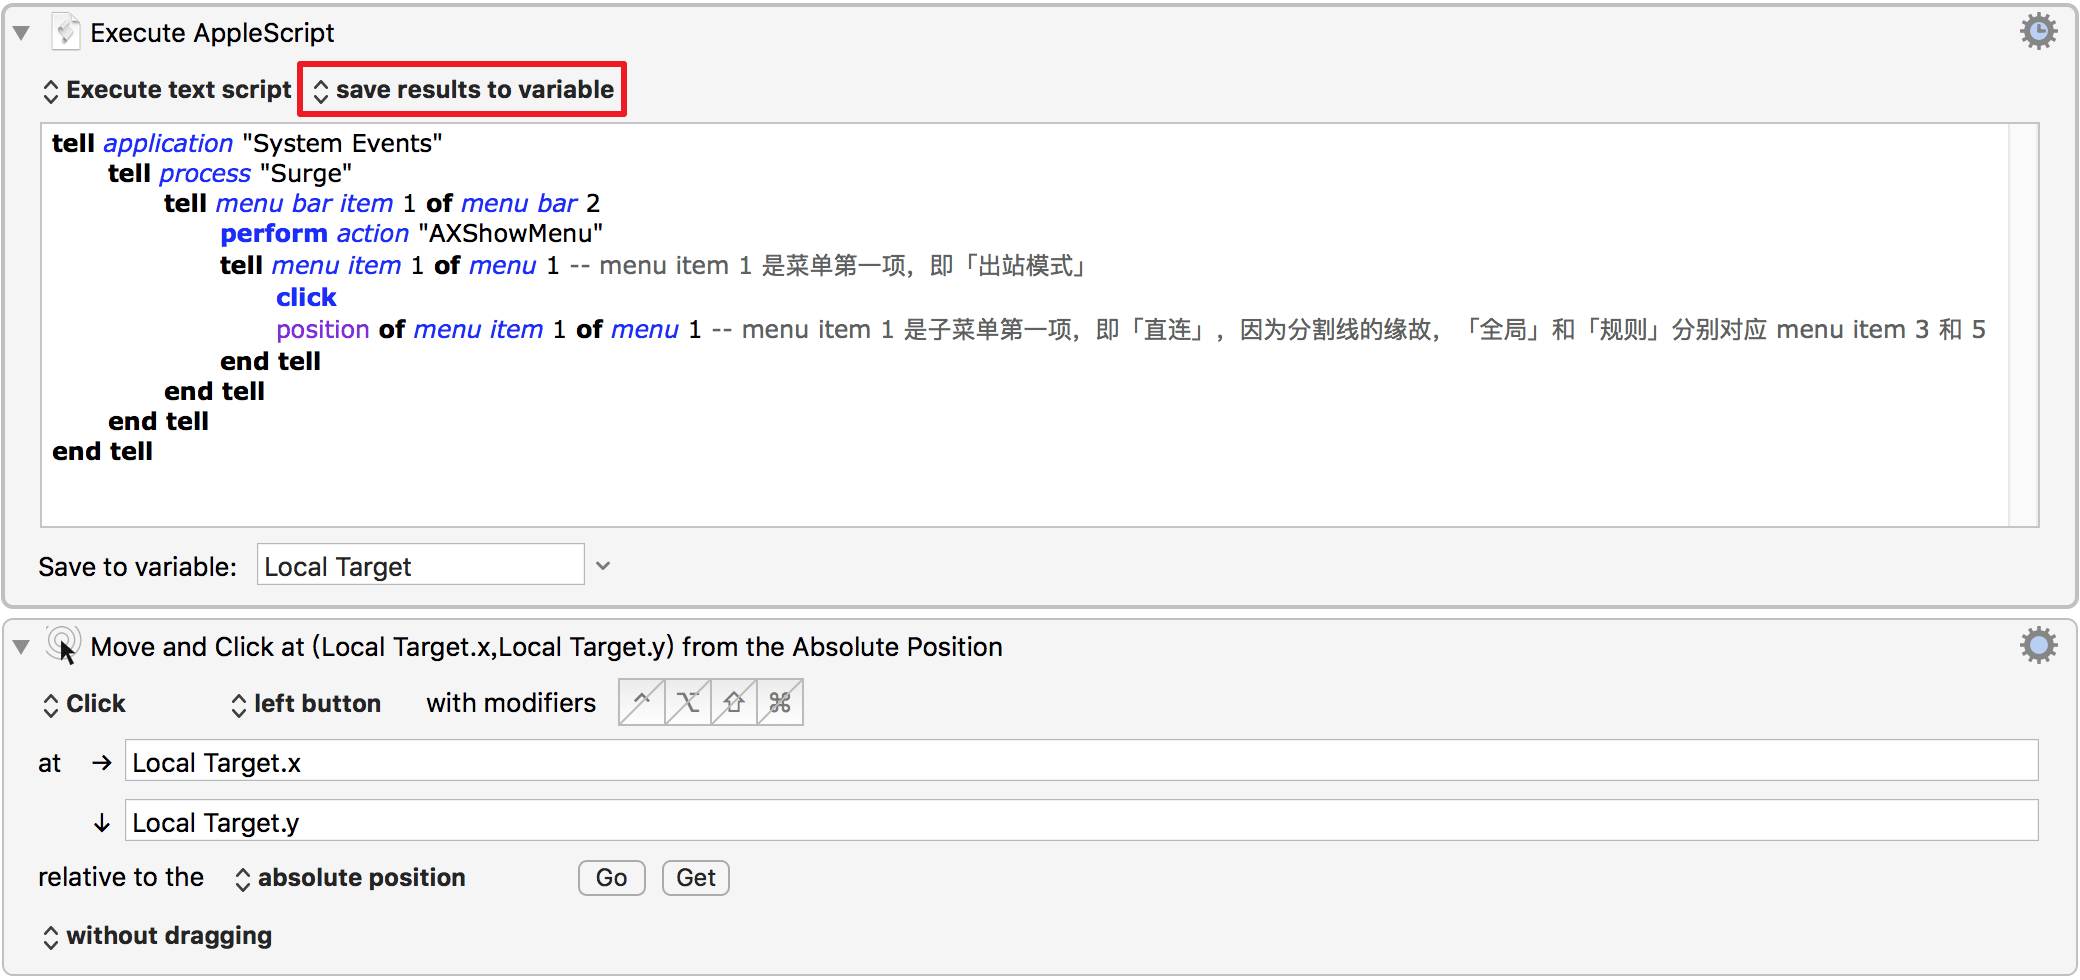 Execute AppleScript
Execute text script save results to variable
tell application "System Events"
tell process "Surge"
tell menu bar item 1 of menu bar 2
perform action "AXShowMenu"
tell menu item 1 of menu 1 -- menu item 1 是菜单第一项，即「出站模式」
click
position of menu item 1 of menu 1 -- menu item 1 是子菜单第一项，即「直连」，因为分割线的缘故，「全局」和「规则」分别对应 menu item 3 和 5
end tell
end tell
end tell
end tell
Save to variable: Local Target
Move and Click at (Local Target.x,Local Target.y) from the Absolute Position
Click left button with modifiers ⌃ ⌥ ⇧ ⌘
at → Local Target.x
↓ Local Target.y
relative to the absolute position Go Get
without dragging